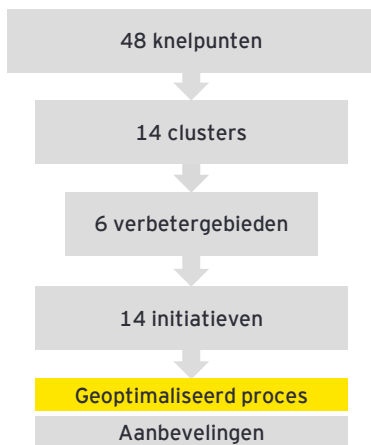 48 knelpunten
14 clusters
6 verbetergebieden
14 initiatieven
Geoptimaliseerd proces
Aanbevelingen